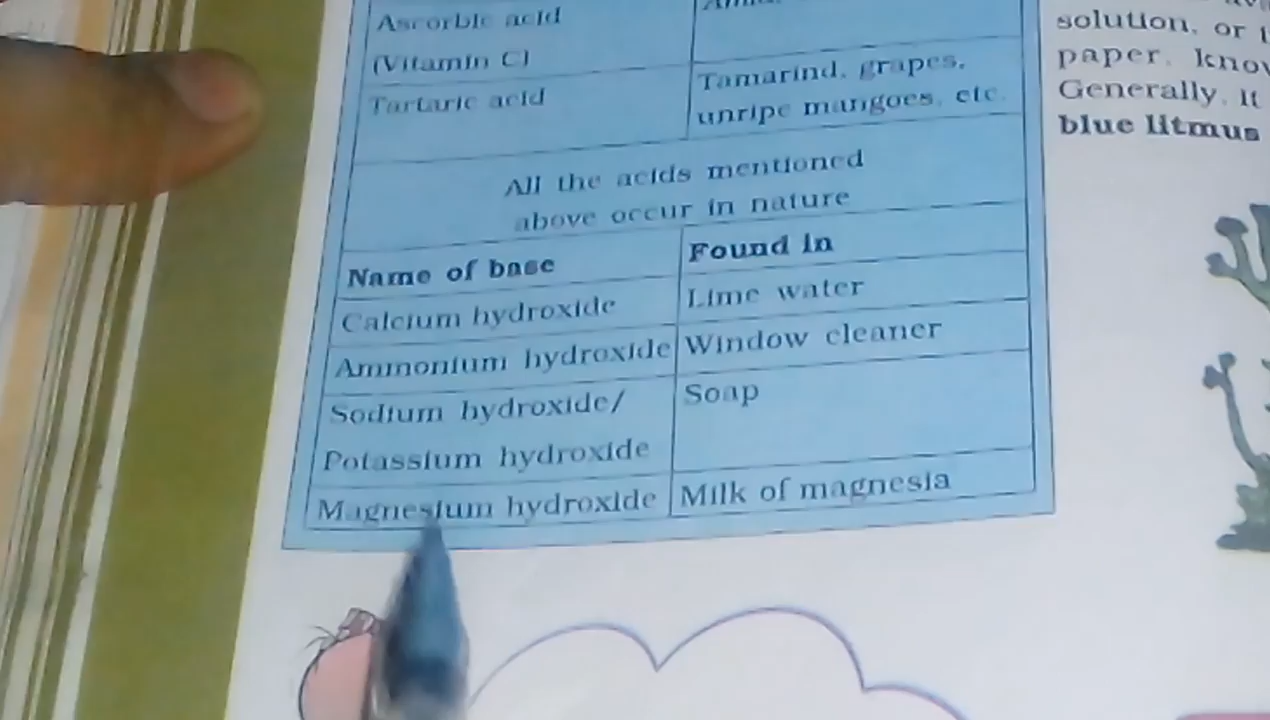 Ascorbic acid
(Vitamin C)
Tartaric acid
Tamarind, grapes,
unripe mangoes, etc.
All the acids mentioned
above occur in nature
Name of base
Found in
Calcium hydroxide
Lime water
Ammonium hydroxide
Window cleaner
Sodium hydroxide/
Potassium hydroxide
Soap
Magnesium hydroxide
Milk of magnesia
solution, or
paper,
Generally, it
blue litmus